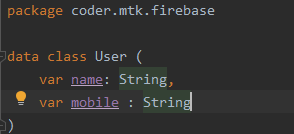 package coder.mtk.firebase
data class User (
var name: String,
var mobile : String
)